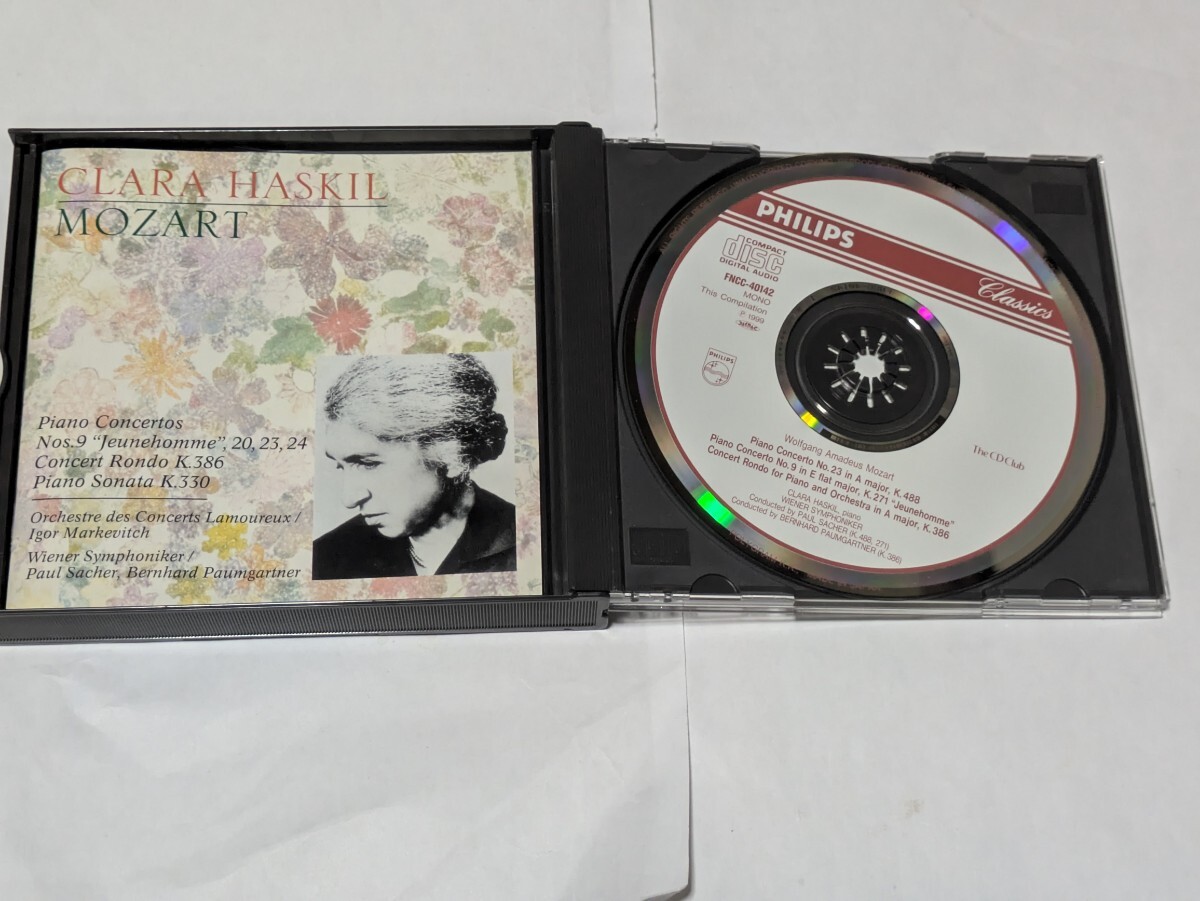 CLARA HASKIL
MOZART
Piano Concertos
Nos.9 “Jeunehomme”, 20, 23, 24
Concert Rondo K.386
Piano Sonata K.330
Orchestre des Concerts Lamoureux /
Igor Markevitch
Wiener Symphoniker /
Paul Sacher, Bernhard Paumgartner
PHILIPS
Classics
COMPACT
disc
DIGITAL AUDIO
FNCC-40142
MONO
This Compilation
℗ 1999
PHILIPS
The CD Club
Wolfgang Amadeus Mozart
Piano Concerto No. 23 in A major, K. 488
Piano Concerto No. 9 in E flat major, K. 271 "Jeunehomme"
Concert Rondo for Piano and Orchestra in A major, K. 386
CLARA HASKIL, piano
WIENER SYMPHONIKER
Conducted by PAUL SACHER (K. 488, 271)
Conducted by BERNHARD PAUMGARTNER (K. 386)